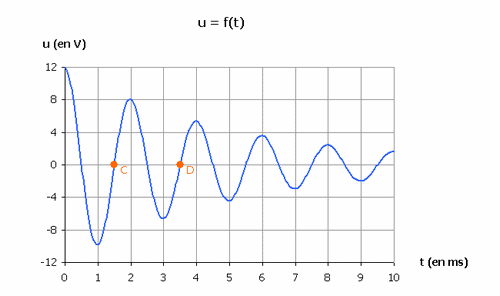 u = f(t)
u (en V)
12
8
4
0
-4
-8
-12
C
D
0 1 2 3 4 5 6 7 8 9 10
t (en ms)